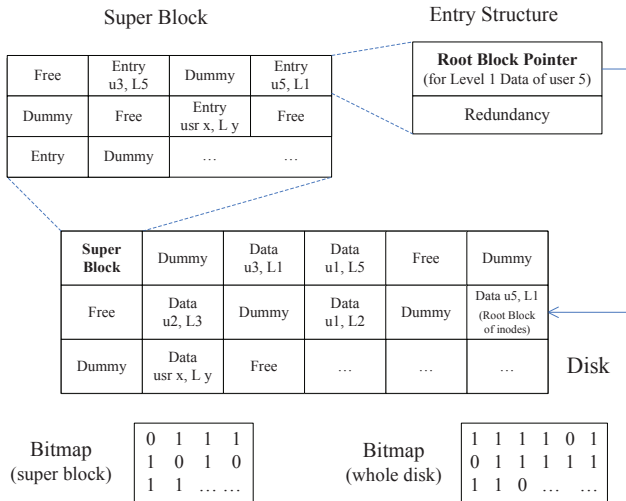 Super Block
Entry Structure
Free
Entry
u3, L5
Dummy
Entry
u5, L1
Dummy
Free
Entry
usr x, L y
Free
Entry
Dummy
…
…
Root Block Pointer
(for Level 1 Data of user 5)
Redundancy
Super
Block
Dummy
Data
u3, L1
Data
u1, L5
Free
Dummy
Free
Data
u2, L3
Dummy
Data
u1, L2
Dummy
Data u5, L1
(Root Block
of inodes)
Dummy
Data
usr x, L y
Free
…
…
…
Disk
Bitmap
(super block)
0 1 1 1
1 0 1 0
1 1 … …
Bitmap
(whole disk)
1 1 1 1 0 1
0 1 1 1 1 1
1 1 0 … …